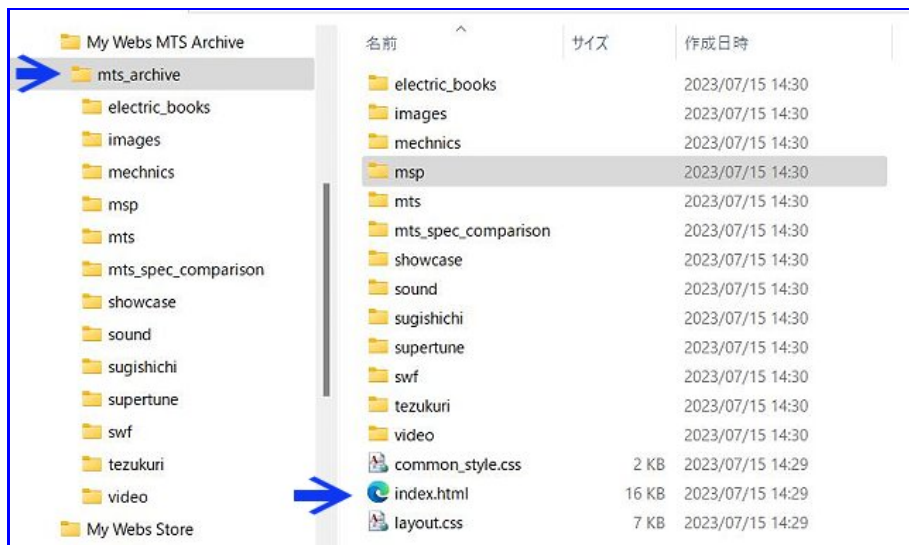 My Webs MTS Archive
mts_archive
electric_books
images
mechnics
msp
mts
mts_spec_comparison
showcase
sound
sugishichi
supertune
swf
tezukuri
video
My Webs Store
名前 サイズ 作成日時
electric_books 2023/07/15 14:30
images 2023/07/15 14:30
mechnics 2023/07/15 14:30
msp 2023/07/15 14:30
mts 2023/07/15 14:30
mts_spec_comparison 2023/07/15 14:30
showcase 2023/07/15 14:30
sound 2023/07/15 14:30
sugishichi 2023/07/15 14:30
supertune 2023/07/15 14:30
swf 2023/07/15 14:30
tezukuri 2023/07/15 14:30
video 2023/07/15 14:30
common_style.css 2 KB 2023/07/15 14:29
index.html 16 KB 2023/07/15 14:29
layout.css 7 KB 2023/07/15 14:29